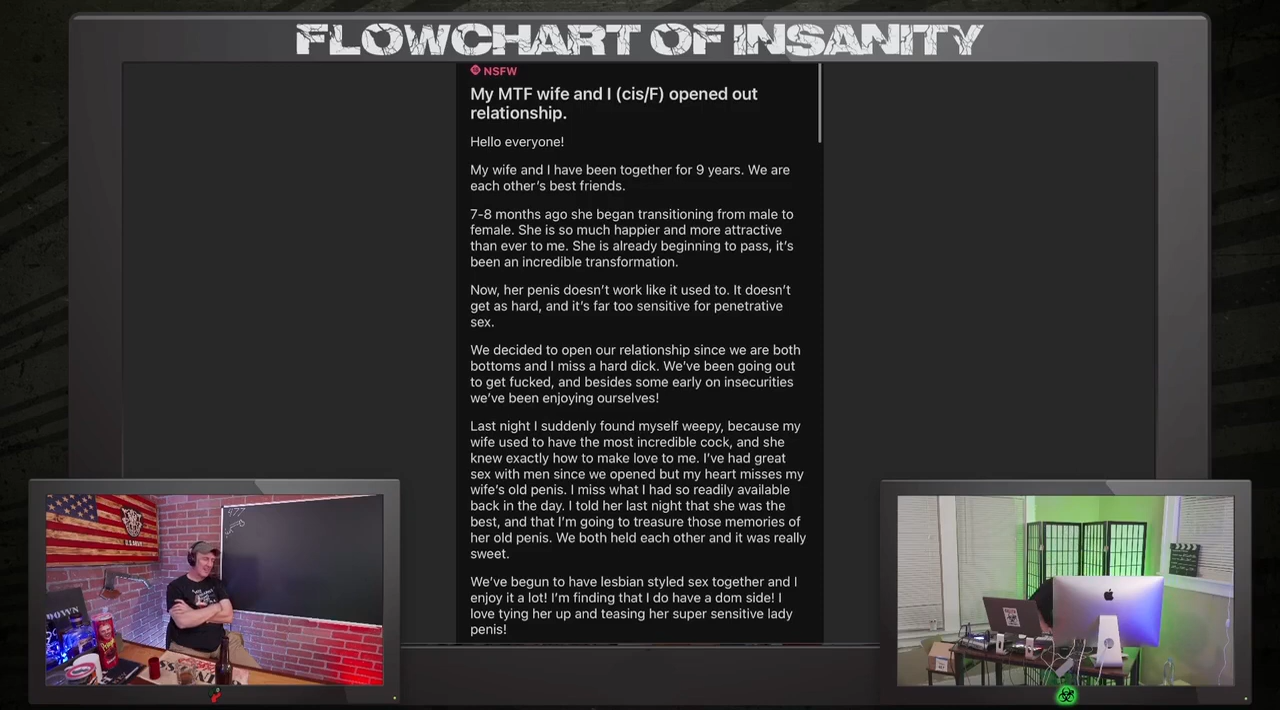 FLOWCHART OF INSANITY
NSFW
My MTF wife and I (cis/F) opened out
relationship.
Hello everyone!
My wife and I have been together for 9 years. We are
each other's best friends.
7-8 months ago she began transitioning from male to
female. She is so much happier and more attractive
than ever to me. She is already beginning to pass, it's
been an incredible transformation.
Now, her penis doesn't work like it used to. It doesn't
get as hard, and it's far too sensitive for penetrative
sex.
We decided to open our relationship since we are both
bottoms and I miss a hard dick. We've been going out
to get fucked, and besides some early on insecurities
we've been enjoying ourselves!
Last night I suddenly found myself weepy, because my
wife used to have the most incredible cock, and she
knew exactly how to make love to me. I've had great
sex with men since we opened but my heart misses my
wife's old penis. I miss what I had so readily available
back in the day. I told her last night that she was the
best, and that I'm going to treasure those memories of
her old penis. We both held each other and it was really
sweet.
We've begun to have lesbian styled sex together and I
enjoy it a lot! I'm finding that I do have a dom side! I
love tying her up and teasing her super sensitive lady
penis!
U.S. ARMY
DOWN